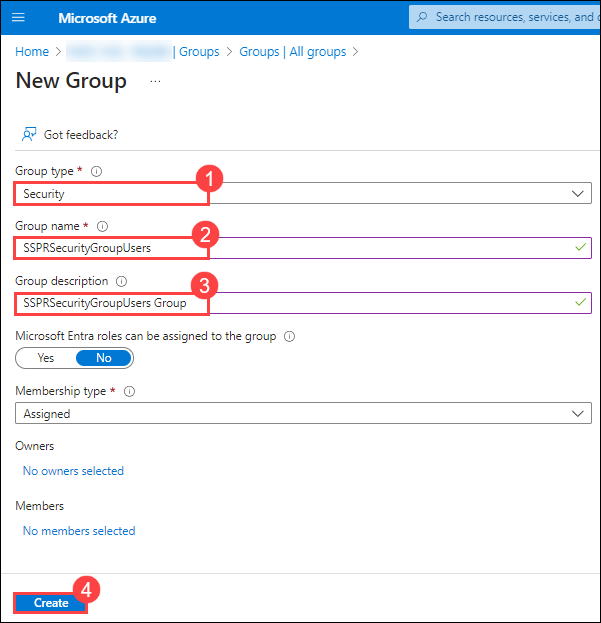 Microsoft Azure
Search resources, services, and
Home > | Groups > Groups | All groups >
New Group ...
Got feedback?
Group type *
1
Security
Group name *
2
SSPRSecurityGroupUsers
Group description
3
SSPRSecurityGroupUsers Group
Microsoft Entra roles can be assigned to the group
Yes No
Membership type *
Assigned
Owners
No owners selected
Members
No members selected
4
Create